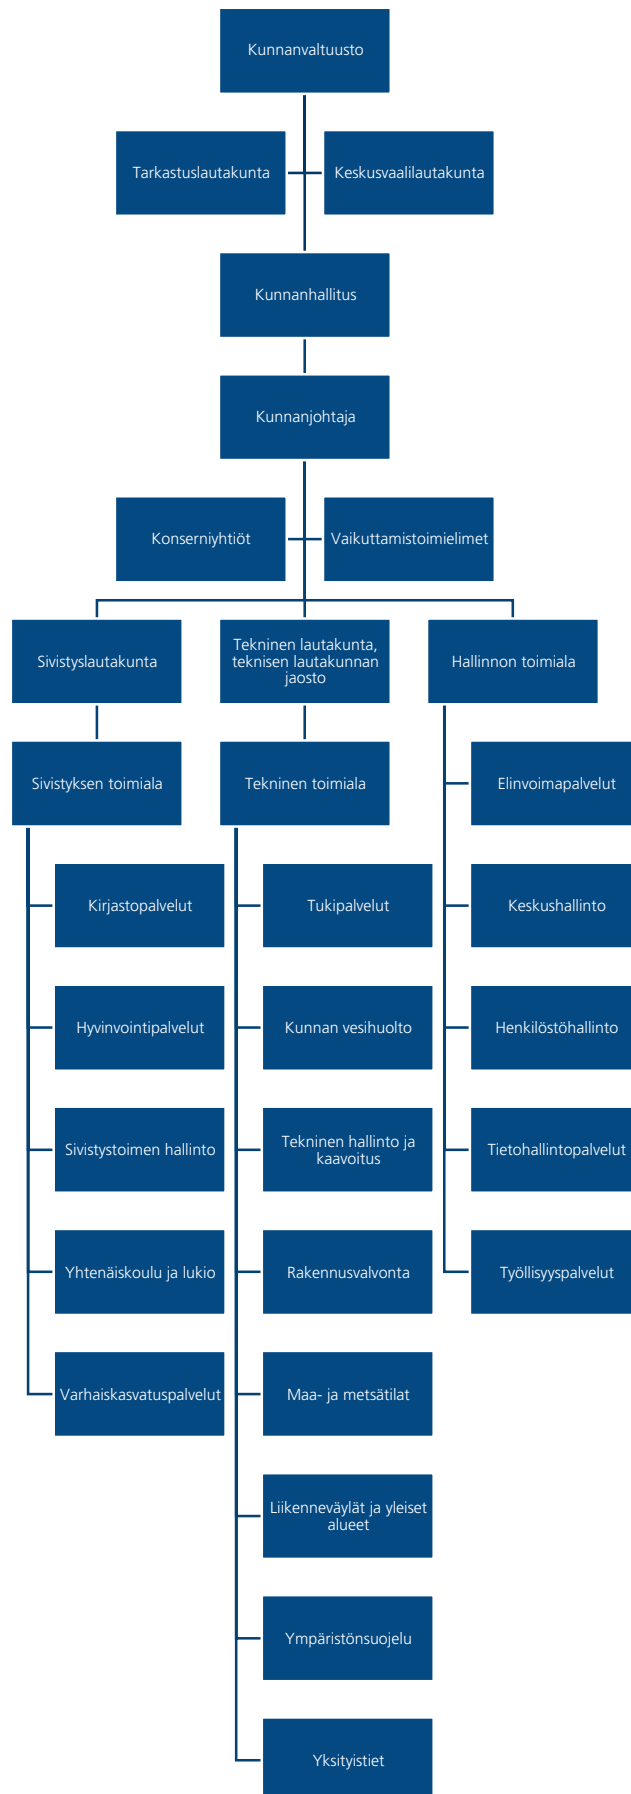 Kunnanvaltuusto
Tarkastuslautakunta
Keskusvaalilautakunta
Kunnanhallitus
Kunnanjohtaja
Konserniyhtiöt
Vaikuttamistoimielimet
Sivistyslautakunta
Tekninen lautakunta,
teknisen lautakunnan
jaosto
Hallinnon toimiala
Sivistyksen toimiala
Tekninen toimiala
Elinvoimapalvelut
Kirjastopalvelut
Tukipalvelut
Keskushallinto
Hyvinvointipalvelut
Kunnan vesihuolto
Henkilöstöhallinto
Sivistystoimen hallinto
Tekninen hallinto ja
kaavoitus
Tietohallintopalvelut
Yhtenäiskoulu ja lukio
Rakennusvalvonta
Työllisyyspalvelut
Varhaiskasvatuspalvelut
Maa- ja metsätilat
Liikenneväylät ja yleiset
alueet
Ympäristönsuojelu
Yksityistiet